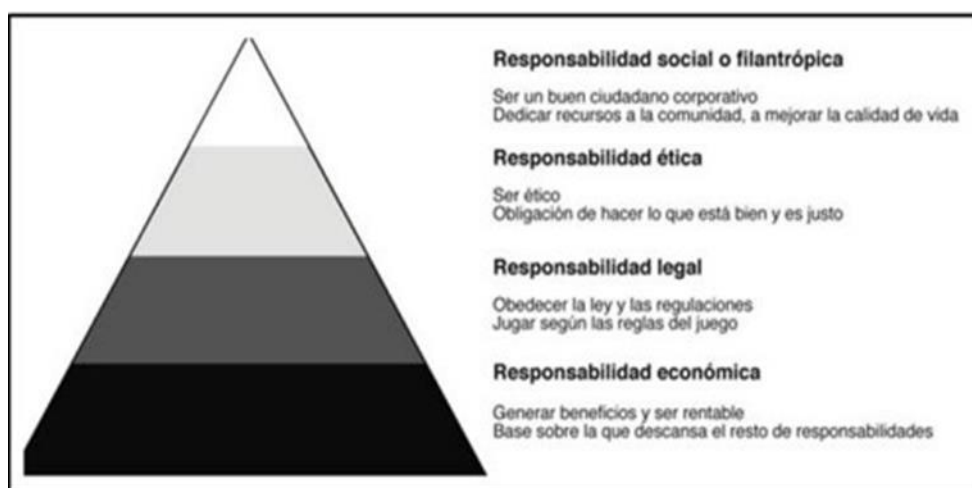 Responsabilidad social o filantrópica
Ser un buen ciudadano corporativo
Dedicar recursos a la comunidad, a mejorar la calidad de vida
Responsabilidad ética
Ser ético
Obligación de hacer lo que está bien y es justo
Responsabilidad legal
Obedecer la ley y las regulaciones
Jugar según las reglas del juego
Responsabilidad económica
Generar beneficios y ser rentable
Base sobre la que descansa el resto de responsabilidades